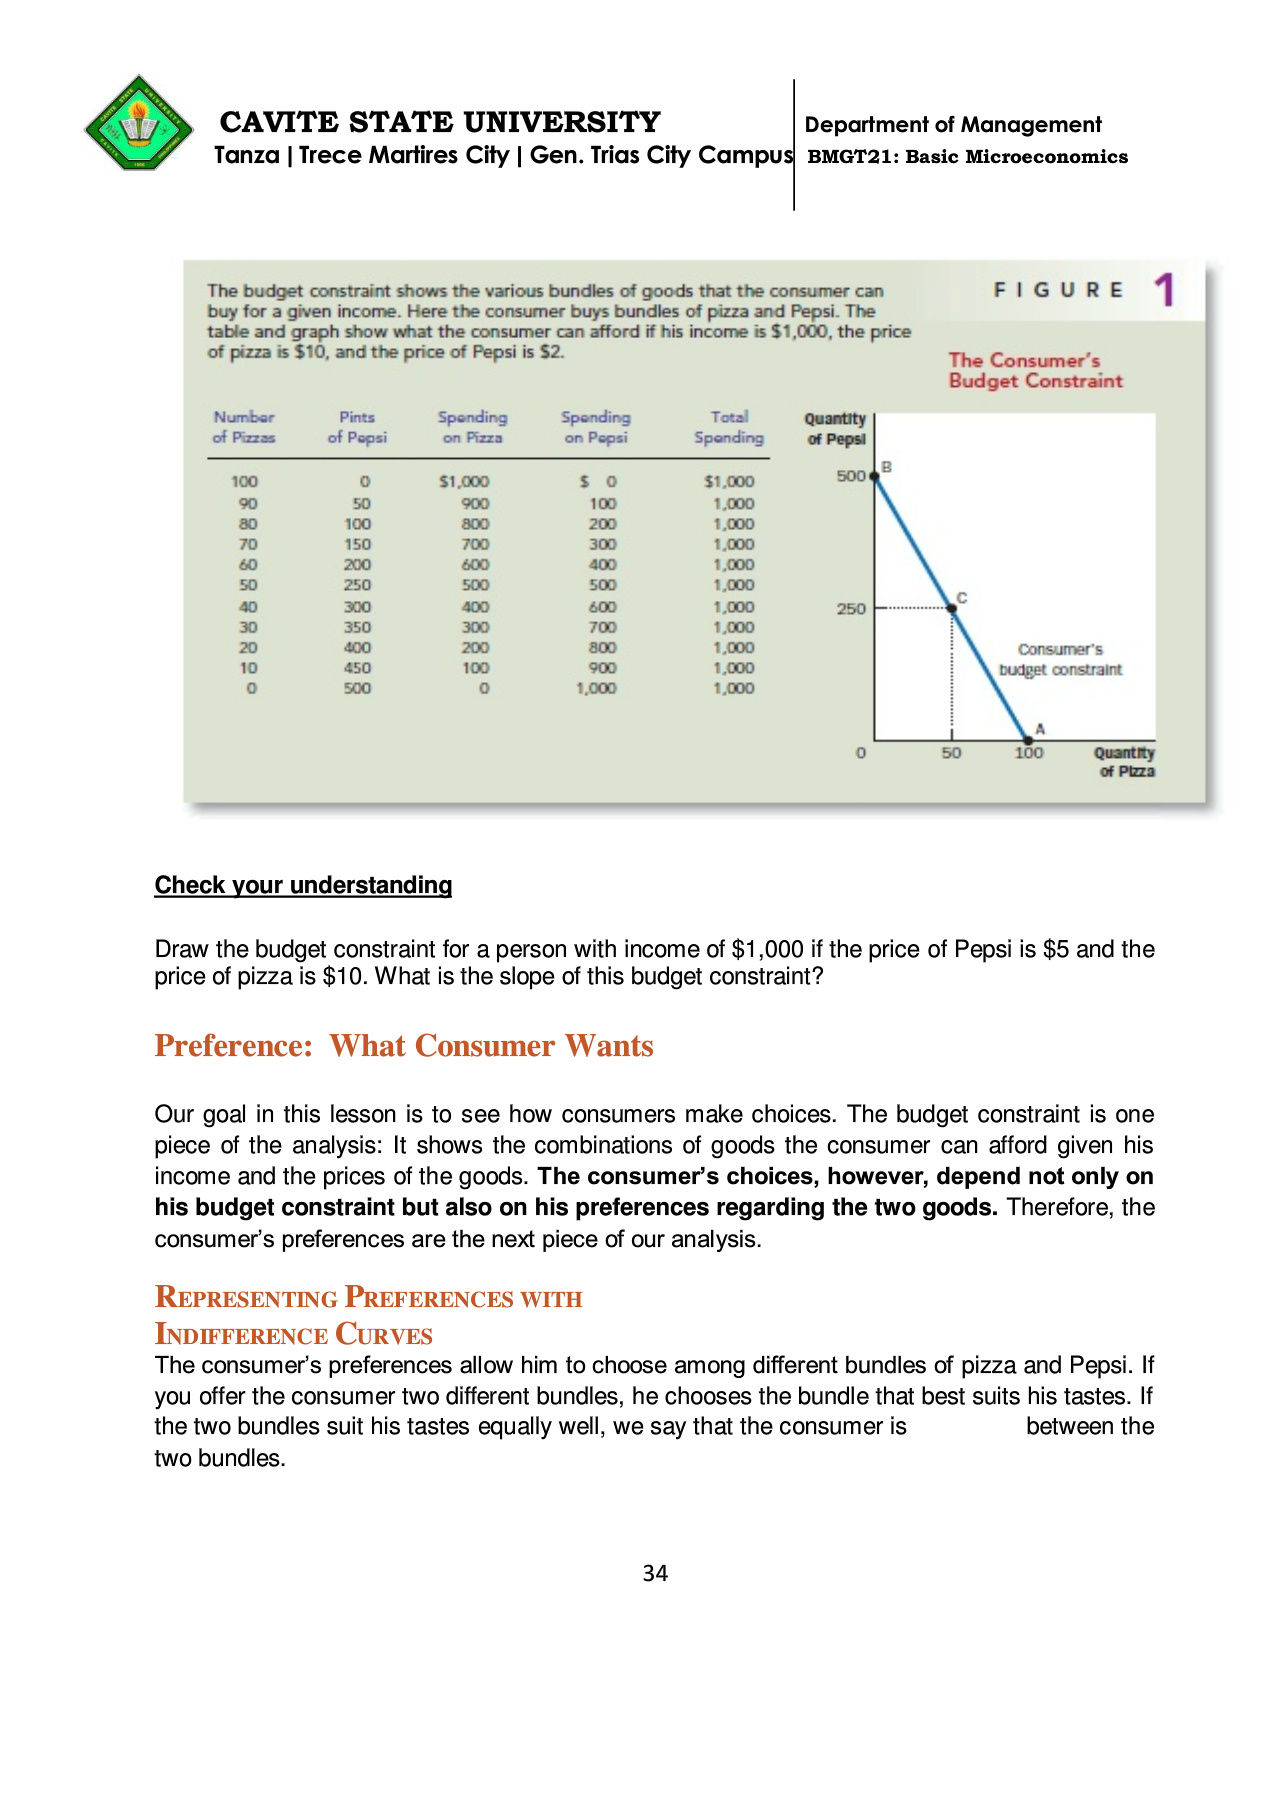 CAVITE STATE UNIVERSITY
Department of Management
Tanza | Trece Martires City | Gen. Trias City Campus
BMGT21: Basic Microeconomics
The budget constraint shows the various bundles of goods that the consumer can
buy for a given income. Here the consumer buys bundles of pizza and Pepsi. The
table and graph show what the consumer can afford if his income is $1,000, the price
of pizza is $10, and the price of Pepsi is $2.
FIGURE 1
The Consumer's
Budget Constraint
Number of Pizzas Pints of Pepsi Spending on Pizza Spending on Pepsi Total Spending
100 0 $1,000 $ 0 $1,000
90 50 900 100 1,000
80 100 800 200 1,000
70 150 700 300 1,000
60 200 600 400 1,000
50 250 500 500 1,000
40 300 400 600 1,000
30 350 300 700 1,000
20 400 200 800 1,000
10 450 100 900 1,000
0 500 0 1,000 1,000
Quantity
of Pepsi
500
B
250
C
Consumer's
budget constraint
A
0 50 100
Quantity
of Pizza
Check your understanding
Draw the budget constraint for a person with income of $1,000 if the price of Pepsi is $5 and the
price of pizza is $10. What is the slope of this budget constraint?
Preference: What Consumer Wants
Our goal in this lesson is to see how consumers make choices. The budget constraint is one
piece of the analysis: It shows the combinations of goods the consumer can afford given his
income and the prices of the goods. The consumer’s choices, however, depend not only on
his budget constraint but also on his preferences regarding the two goods. Therefore, the
consumer’s preferences are the next piece of our analysis.
REPRESENTING PREFERENCES WITH
INDIFFERENCE CURVES
The consumer’s preferences allow him to choose among different bundles of pizza and Pepsi. If
you offer the consumer two different bundles, he chooses the bundle that best suits his tastes. If
the two bundles suit his tastes equally well, we say that the consumer is between the
two bundles.
34